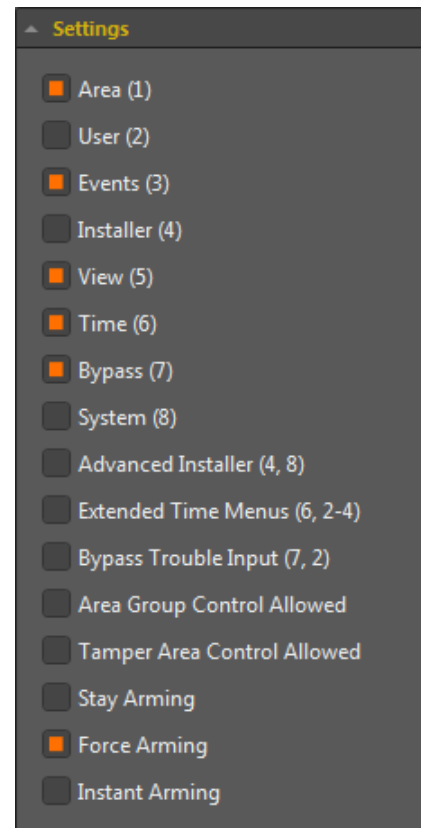 Settings
Area (1)
User (2)
Events (3)
Installer (4)
View (5)
Time (6)
Bypass (7)
System (8)
Advanced Installer (4, 8)
Extended Time Menus (6, 2-4)
Bypass Trouble Input (7, 2)
Area Group Control Allowed
Tamper Area Control Allowed
Stay Arming
Force Arming
Instant Arming